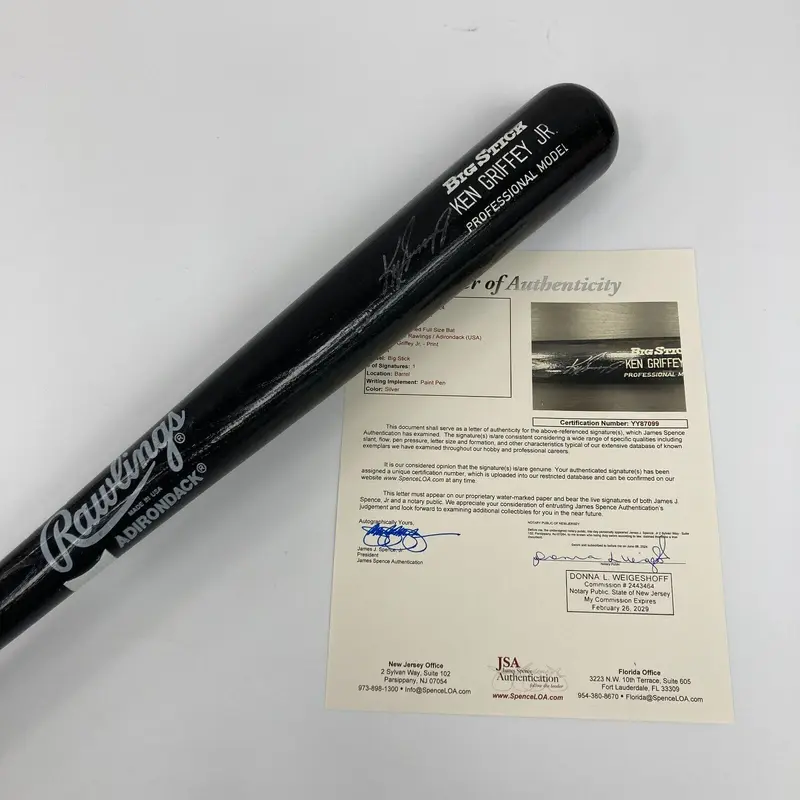 BIG STICK
KEN GRIFFEY JR.
PROFESSIONAL MODEL
Rawlings®
MADE IN USA
ADIRONDACK®
of Authenticity
Full Size Bat
Rawlings / Adirondack (USA)
Griffey Jr. - Print
Big Stick
# of Signatures: 1
Location: Barrel
Writing Implement: Paint Pen
Color: Silver
BIG STICK
KEN GRIFFEY
PROFESSIONAL M
Certification Number: YY87099
This document shall serve as a letter of authenticity for the above-referenced signature(s), which James Spence
Authentication has examined. The signature(s) is/are consistent considering a wide range of specific qualities including
slant, flow, pen pressure, letter size and formation, and other characteristics typical of our extensive database of known
exemplars we have examined throughout our hobby and professional careers.
It is our considered opinion that the signature(s) is/are genuine. Your authenticated signature(s) has been
assigned a unique certification number, which is uploaded into our restricted database and can be confirmed on our
website www.SpenceLOA.com at any time.
This letter must appear on our proprietary water-marked paper and bear the live signatures of both James J.
Spence, Jr and a notary public. We appreciate your consideration of entrusting James Spence Authentication's
judgement and look forward to examining additional collectibles for you in the near future.
Autographically Yours,
James J. Spence, Jr.
President
James Spence Authentication
NOTARY PUBLIC OF NEW JERSEY
Notary Public
DONNA L. WEIGESHOFF
Commission # 2443464
Notary Public, State of New Jersey
My Commission Expires
February 26, 2029
New Jersey Office
2 Sylvan Way, Suite 102
Parsippany, NJ 07054
973-898-1300 * Info@SpenceLOA.com
JSA
James Spence
Authentication
www.SpenceLOA.com
Florida Office
3223 N.W. 10th Terrace, Suite 605
Fort Lauderdale, FL 33309
954-380-8670 * Florida@SpenceLOA.com